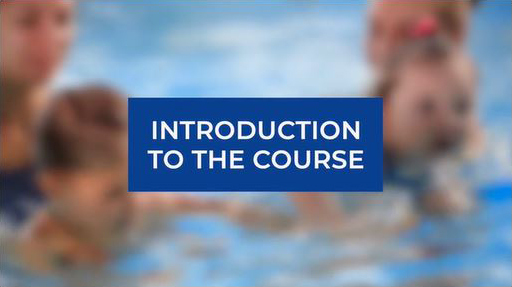 INTRODUCTION
TO THE COURSE